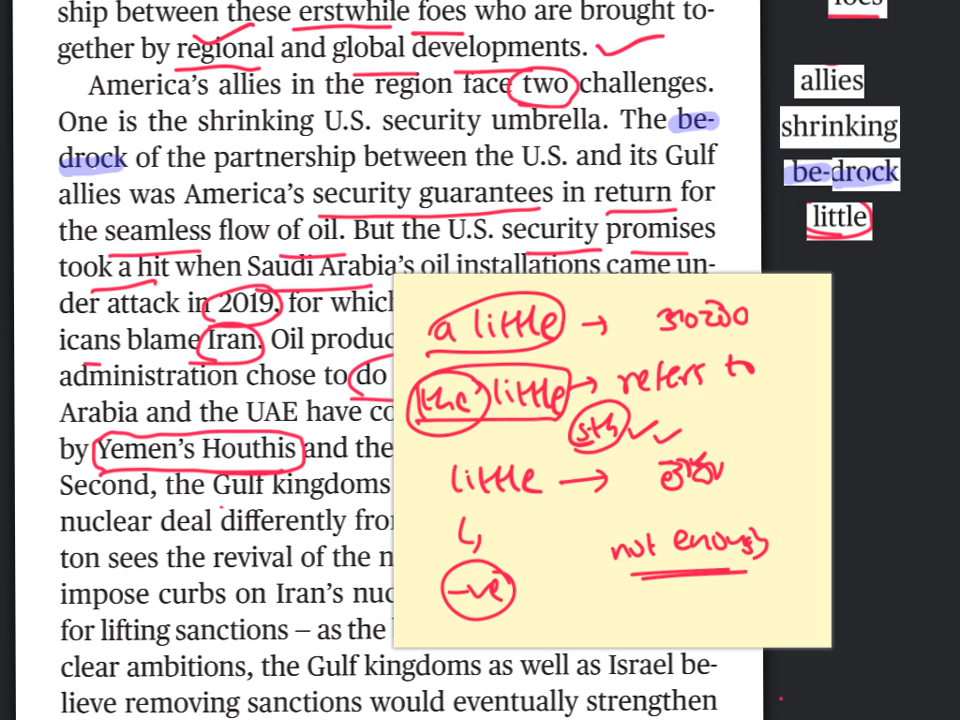 ship between these erstwhile foes who are brought to-
gether by regional and global developments.
America's allies in the region face two challenges.
One is the shrinking U.S. security umbrella. The be-
drock of the partnership between the U.S. and its Gulf
allies was America's security guarantees in return for
the seamless flow of oil. But the U.S. security promises
took a hit when Saudi Arabia's oil installations came un-
der attack in 2019, for which
icans blame Iran. Oil produc
administration chose to do
Arabia and the UAE have co
by Yemen's Houthis and the
Second, the Gulf kingdoms
nuclear deal differently from
ton sees the revival of the n
impose curbs on Iran's nuc
for lifting sanctions – as the
clear ambitions, the Gulf kingdoms as well as Israel be-
lieve removing sanctions would eventually strengthen
foes
allies
shrinking
be-drock
little
a little →
the little → refers to
sth
little →
-ve
not enough